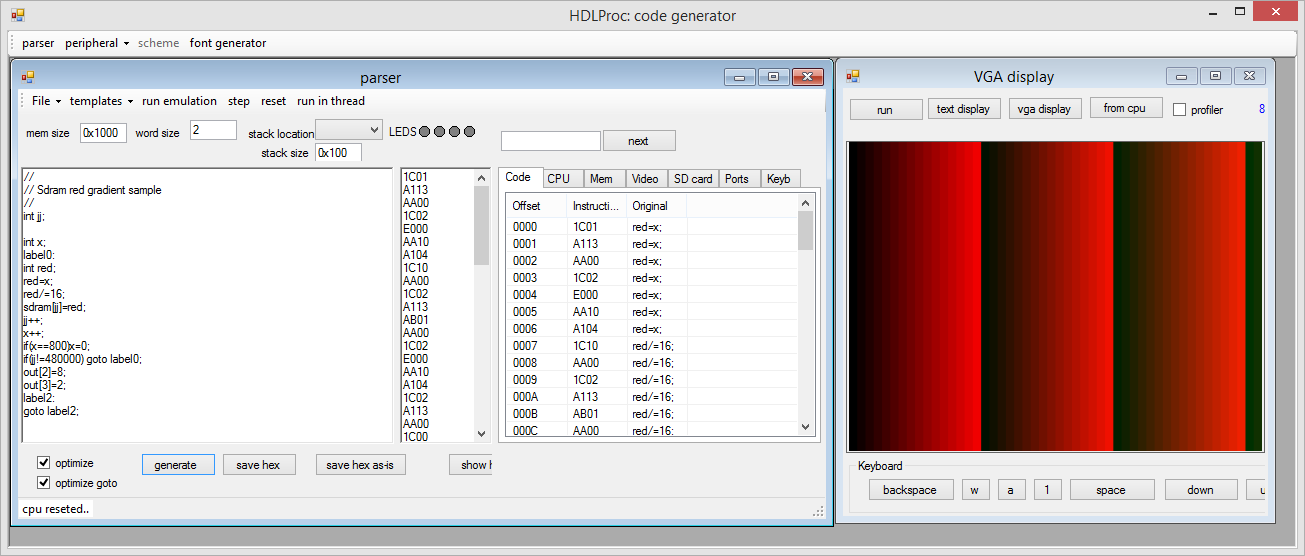 HDLProc: code generator
parser peripheral scheme font generator
parser
File templates run emulation step reset run in thread
mem size 0x1000 word size 2 stack location LEDS
stack size 0x100
next
//
// Sdram red gradient sample
//
int jj;
int x;
label0:
int red;
red=x;
red/=16;
sdram[jj]=red;
jj++;
x++;
if(x==800)x=0;
if(jj!=480000) goto label0;
out[2]=8;
out[3]=2;
label2:
goto label2;
1C01
A113
AA00
1C02
E000
AA10
A104
1C10
AA00
1C02
A113
AB01
AA00
1C02
E000
AA10
A104
1C02
A113
AA00
1C00
Code CPU Mem Video SD card Ports Keyb
Offset Instructi... Original
0000 1C01 red=x;
0001 A113 red=x;
0002 AA00 red=x;
0003 1C02 red=x;
0004 E000 red=x;
0005 AA10 red=x;
0006 A104 red=x;
0007 1C10 red/=16;
0008 AA00 red/=16;
0009 1C02 red/=16;
000A A113 red/=16;
000B AB01 red/=16;
000C AA00 red/=16;
optimize generate save hex save hex as-is show
optimize goto
cpu reseted..
VGA display
run text display vga display from cpu profiler 8
Keyboard
backspace w a 1 space down u